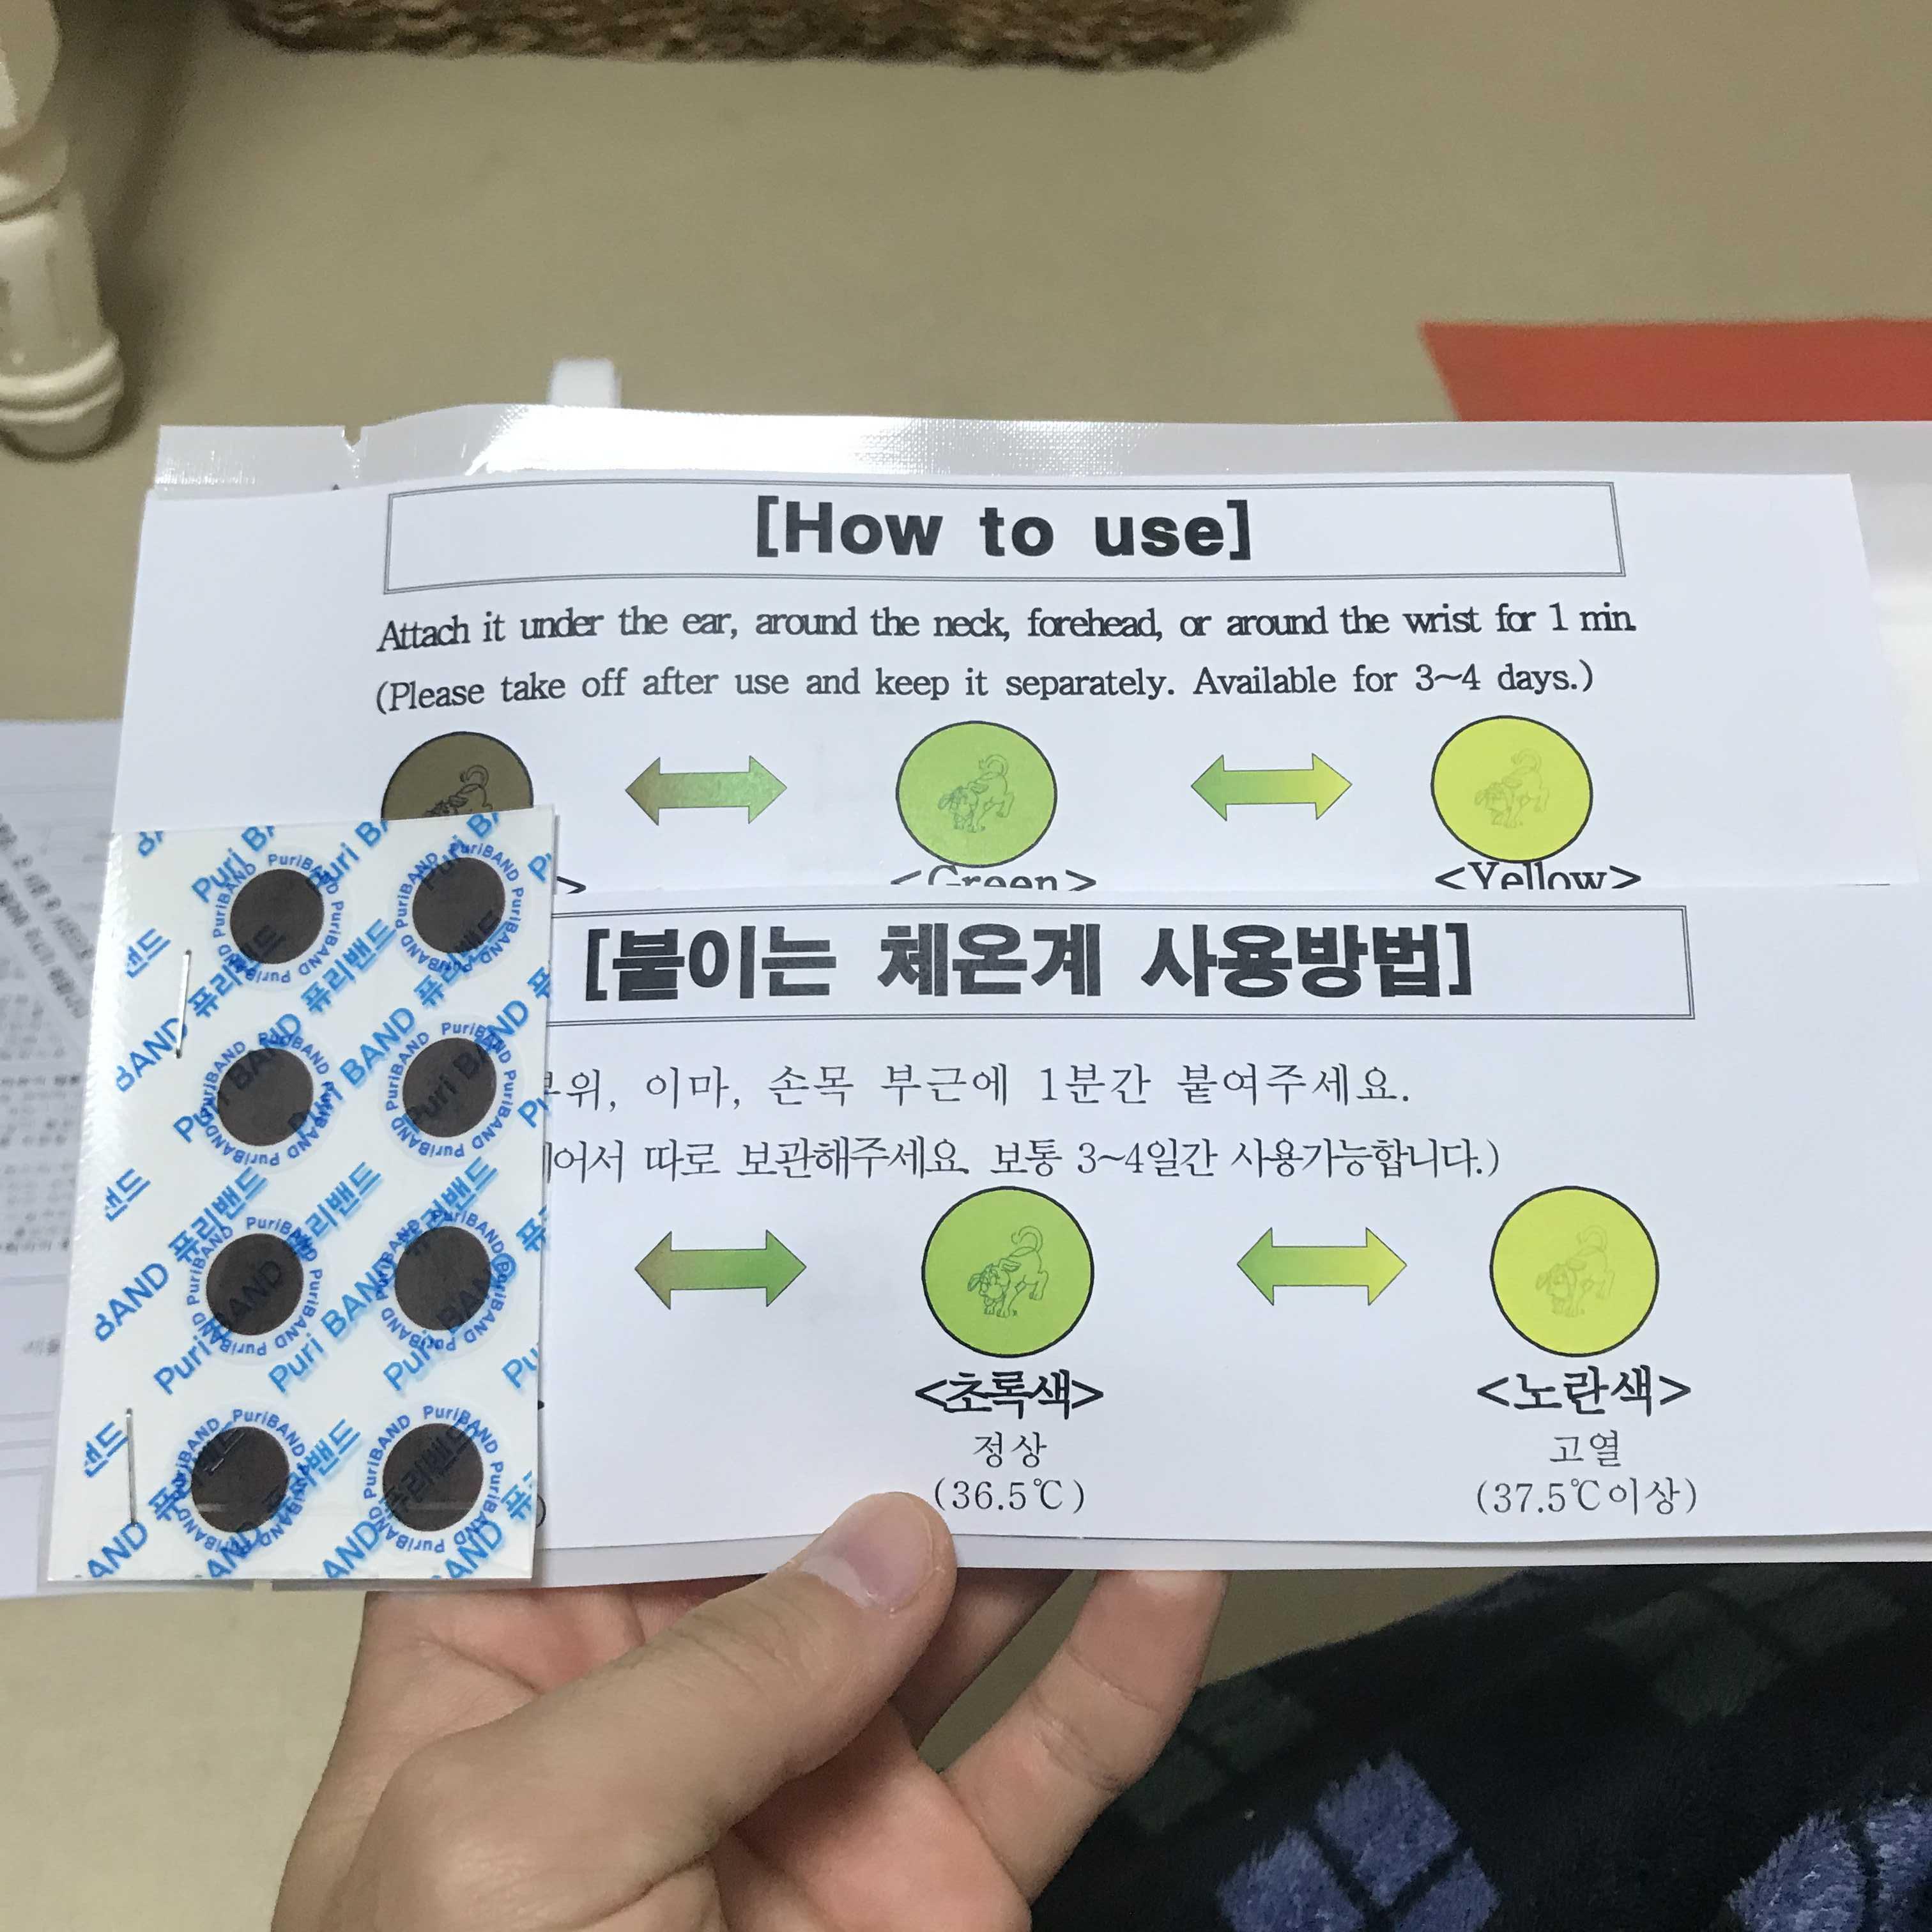 [How to use]
Attach it under the ear, around the neck, forehead, or around the wrist for 1 min.
(Please take off after use and keep it separately. Available for 3~4 days.)
<Green>
<Yellow>
[붙이는 체온계 사용방법]
이마, 손목 부근에 1분간 붙여주세요.
따로 보관해주세요. 보통 3~4일간 사용가능합니다.)
<초록색>
<노란색>
정상
고열
(36.5℃)
(37.5℃이상)
Puri BAND 퓨리밴드
PuriBAND PuriBAND PuriBAND PuriBAND